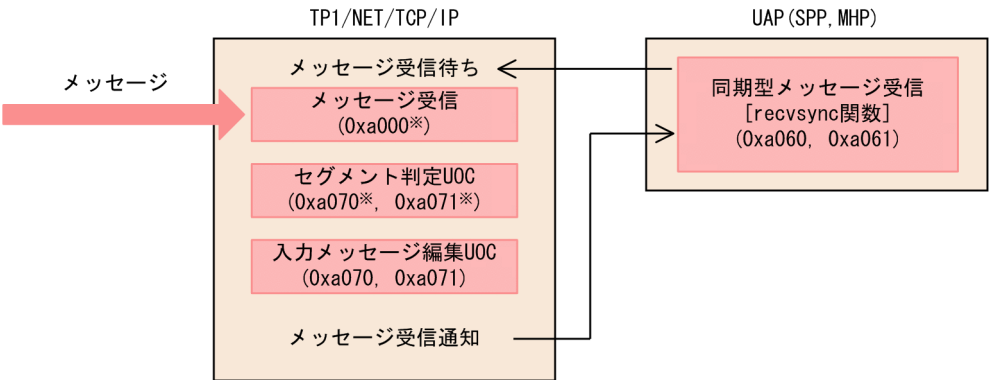 TP1/NET/TCP/IP
UAP(SPP,MHP)
メッセージ
メッセージ受信待ち
メッセージ受信
(0xa000※)
セグメント判定UOC
(0xa070※, 0xa071※)
入力メッセージ編集UOC
(0xa070, 0xa071)
メッセージ受信通知
同期型メッセージ受信
[recvsync関数]
(0xa060, 0xa061)